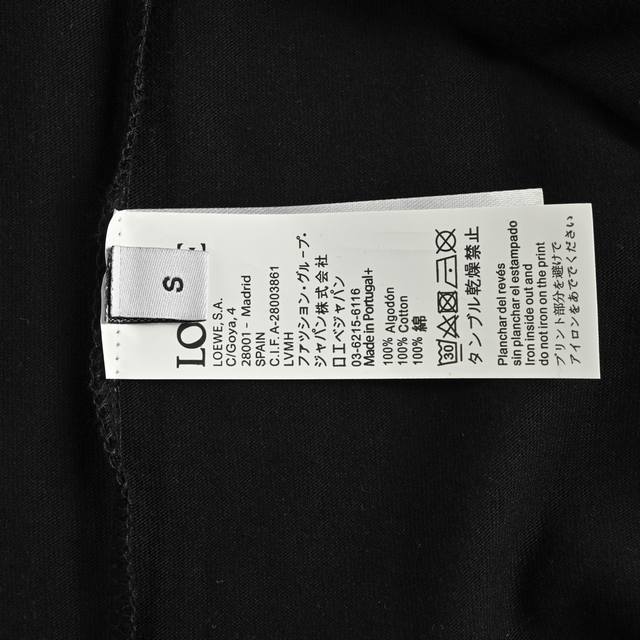 S
LO E
LOEWE, S.A.
C/Goya, 4
28001 - Madrid
SPAIN
C.I.F.A-28003861
LVMH
ファッション・グループ・
ジャパン株式会社
ロエベジャパン
03-6215-6116
Made in Portugal+
100% Algodón
100% Cotton
100% 綿
30
タンブル乾燥禁止
Planchar del revés
sin planchar el estampado
Iron inside out and
do not iron on the print
プリント部分を避けて
アイロンをあててください